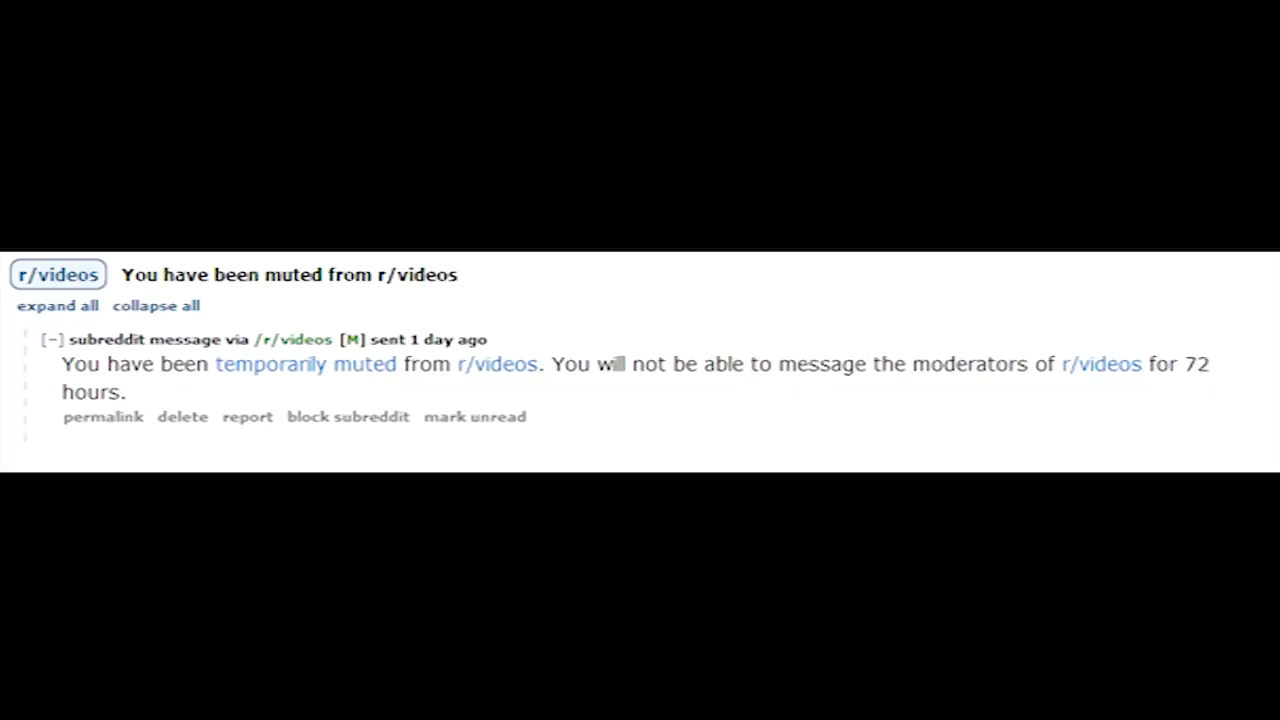 r/videos You have been muted from r/videos
expand all collapse all
[-] subreddit message via /r/videos [M] sent 1 day ago
You have been temporarily muted from r/videos. You will not be able to message the moderators of r/videos for 72
hours.
permalink delete report block subreddit mark unread